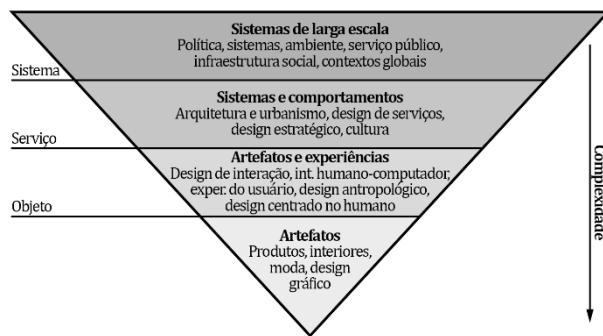 Sistemas de larga escala
Política, sistemas, ambiente, serviço público,
infraestrutura social, contextos globais
Sistema
Sistemas e comportamentos
Arquitetura e urbanismo, design de serviços,
design estratégico, cultura
Serviço
Artefatos e experiências
Design de interação, int. humano-computador,
exper. do usuário, design antropológico,
design centrado no humano
Objeto
Artefatos
Produtos, interiores,
moda, design
gráfico
Complexidade